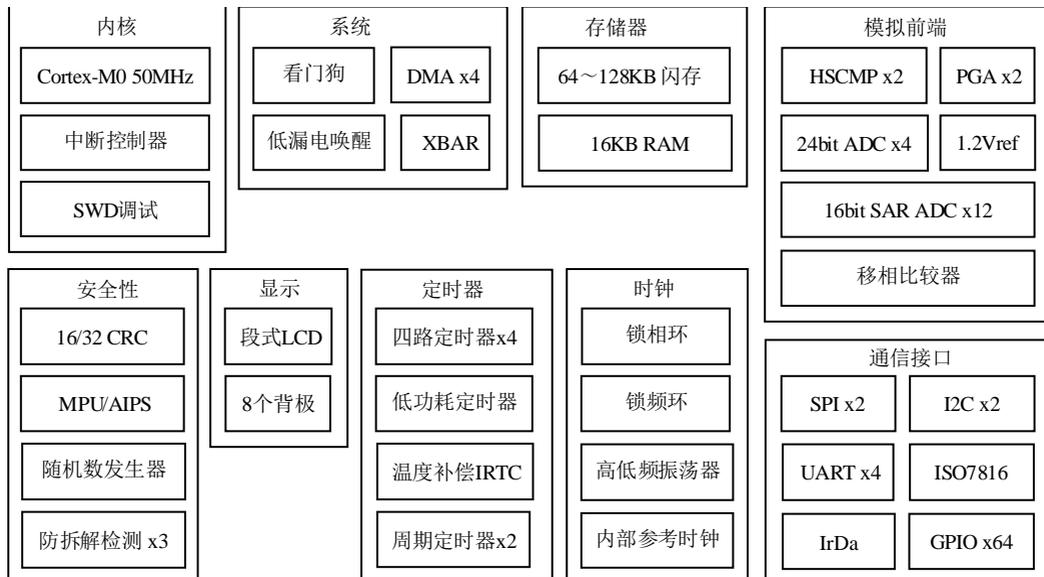 内核
Cortex-M0 50MHz
中断控制器
SWD调试
系统
看门狗
DMA x4
低漏电唤醒
XBAR
存储器
64～128KB 闪存
16KB RAM
模拟前端
HSCMP x2
PGA x2
24bit ADC x4
1.2Vref
16bit SAR ADC x12
移相比较器
安全性
16/32 CRC
MPU/AIPS
随机数发生器
防拆解检测 x3
显示
段式LCD
8个背极
定时器
四路定时器x4
低功耗定时器
温度补偿IRTC
周期定时器x2
时钟
锁相环
锁频环
高低频振荡器
内部参考时钟
通信接口
SPI x2
I2C x2
UART x4
ISO7816
IrDa
GPIO x64